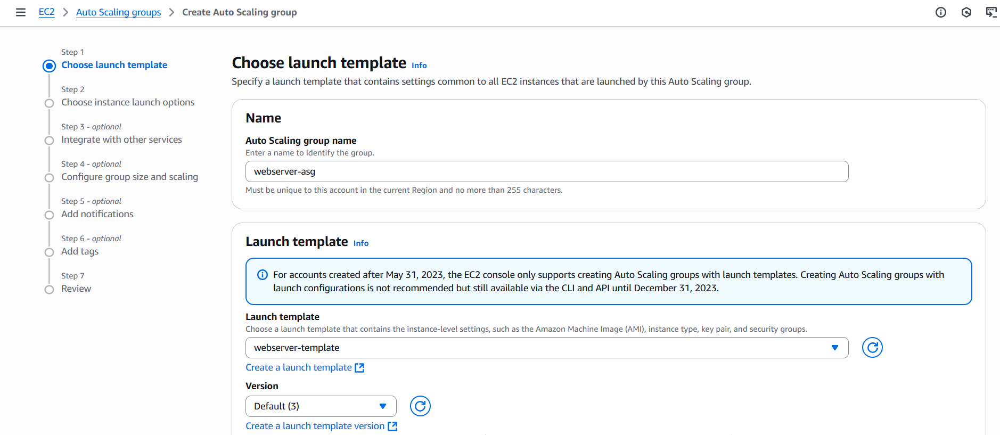 EC2 > Auto Scaling groups > Create Auto Scaling group
Step 1
Choose launch template
Step 2
Choose instance launch options
Step 3 - optional
Integrate with other services
Step 4 - optional
Configure group size and scaling
Step 5 - optional
Add notifications
Step 6 - optional
Add tags
Step 7
Review
Choose launch template Info
Specify a launch template that contains settings common to all EC2 instances that are launched by this Auto Scaling group.
Name
Auto Scaling group name
Enter a name to identify the group.
webserver-asg
Must be unique to this account in the current Region and no more than 255 characters.
Launch template Info
For accounts created after May 31, 2023, the EC2 console only supports creating Auto Scaling groups with launch templates. Creating Auto Scaling groups with
launch configurations is not recommended but still available via the CLI and API until December 31, 2023.
Launch template
Choose a launch template that contains the instance-level settings, such as the Amazon Machine Image (AMI), instance type, key pair, and security groups.
webserver-template
Create a launch template
Version
Default (3)
Create a launch template version